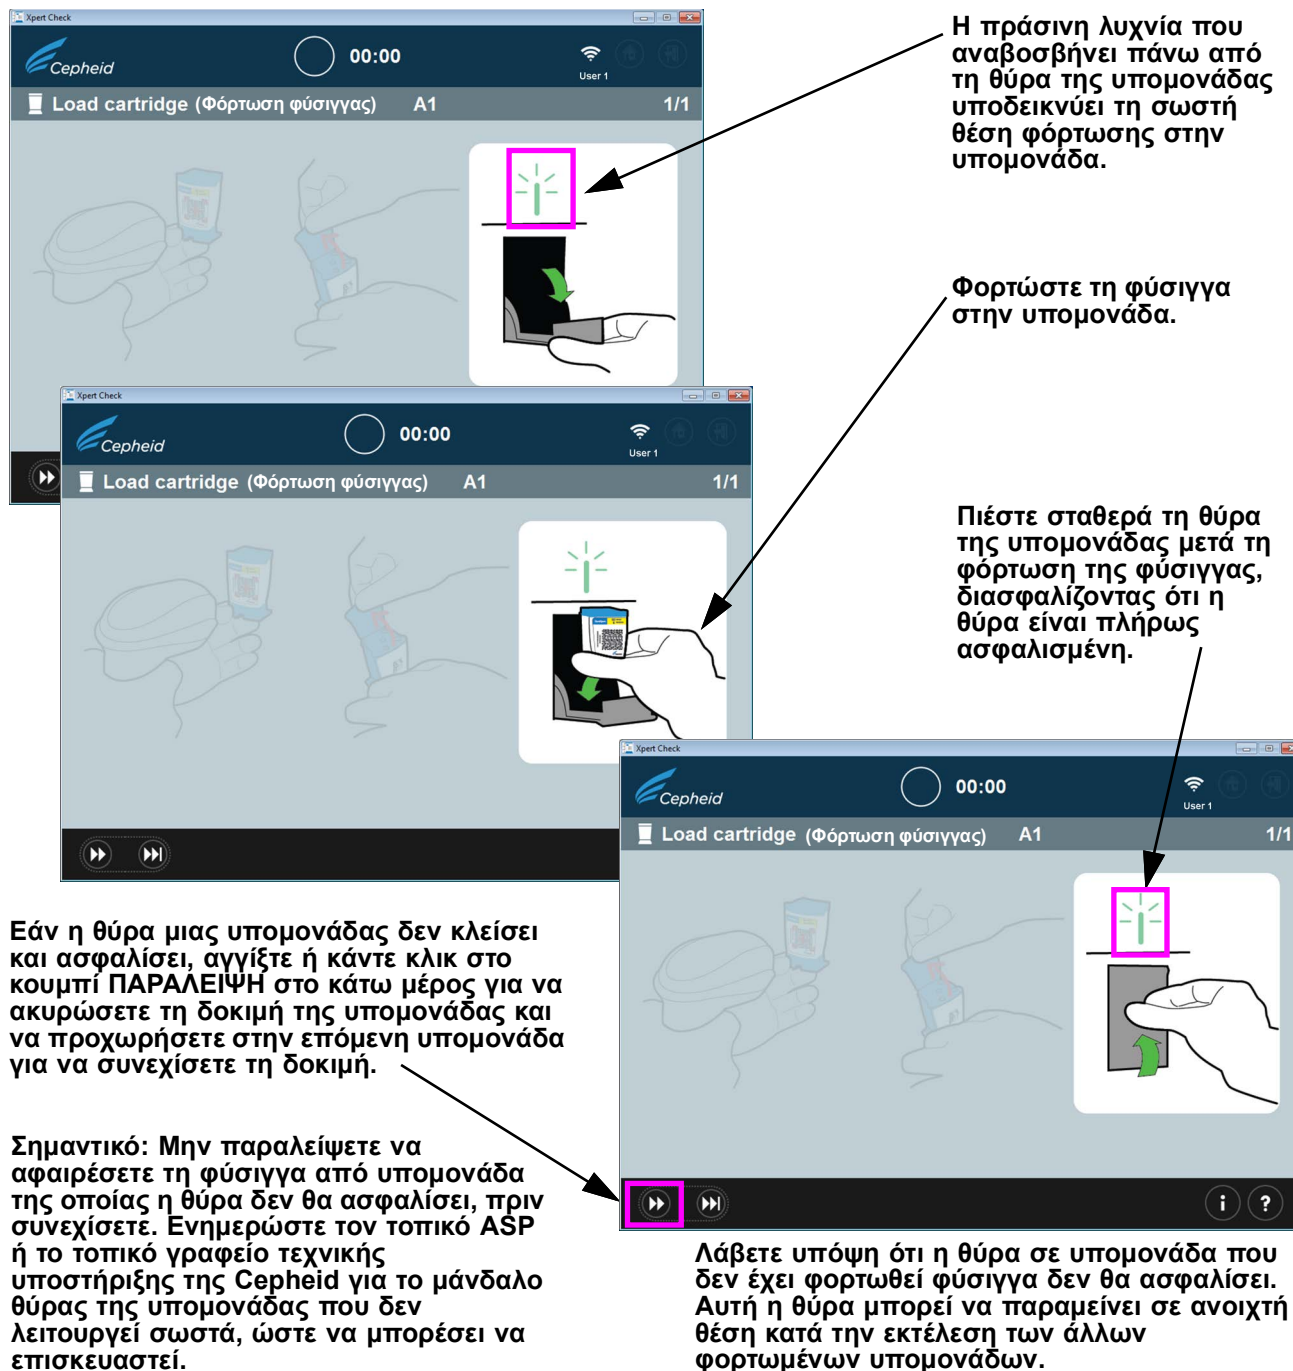 Xpert Check
Cepheid
00:00
User 1
Load cartridge (Φόρτωση φύσιγγας) A1 1/1
Η πράσινη λυχνία που
αναβοσβήνει πάνω από
τη θύρα της υπομονάδας
υποδεικνύει τη σωστή
θέση φόρτωσης στην
υπομονάδα.
Φορτώστε τη φύσιγγα
στην υπομονάδα.
Xpert Check
Cepheid
00:00
User 1
Load cartridge (Φόρτωση φύσιγγας) A1 1/1
Πιέστε σταθερά τη θύρα
της υπομονάδας μετά τη
φόρτωση της φύσιγγας,
διασφαλίζοντας ότι η
θύρα είναι πλήρως
ασφαλισμένη.
Xpert Check
Cepheid
00:00
User 1
Load cartridge (Φόρτωση φύσιγγας) A1 1/1
Εάν η θύρα μιας υπομονάδας δεν κλείσει
και ασφαλίσει, αγγίξτε ή κάντε κλικ στο
κουμπί ΠΑΡΑΛΕΙΨΗ στο κάτω μέρος για να
ακυρώσετε τη δοκιμή της υπομονάδας και
να προχωρήσετε στην επόμενη υπομονάδα
για να συνεχίσετε τη δοκιμή.
Σημαντικό: Μην παραλείψετε να
αφαιρέσετε τη φύσιγγα από υπομονάδα
της οποίας η θύρα δεν θα ασφαλίσει, πριν
συνεχίσετε. Ενημερώστε τον τοπικό ASP
ή το τοπικό γραφείο τεχνικής
υποστήριξης της Cepheid για το μάνδαλο
θύρας της υπομονάδας που δεν
λειτουργεί σωστά, ώστε να μπορέσει να
επισκευαστεί.
i ?
Λάβετε υπόψη ότι η θύρα σε υπομονάδα που
δεν έχει φορτωθεί φύσιγγα δεν θα ασφαλίσει.
Αυτή η θύρα μπορεί να παραμείνει σε ανοιχτή
θέση κατά την εκτέλεση των άλλων
φορτωμένων υπομονάδων.